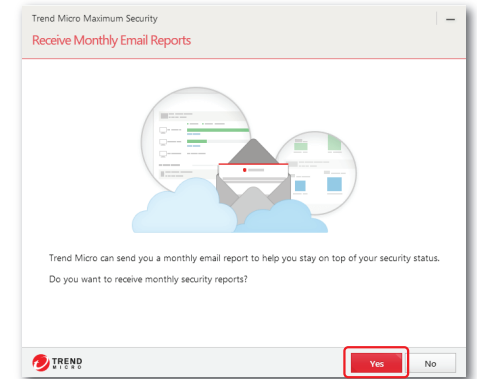 Trend Micro Maximum Security
Receive Monthly Email Reports
Trend Micro can send you a monthly email report to help you stay on top of your security status.
Do you want to receive monthly security reports?
TREND
MICRO
Yes
No